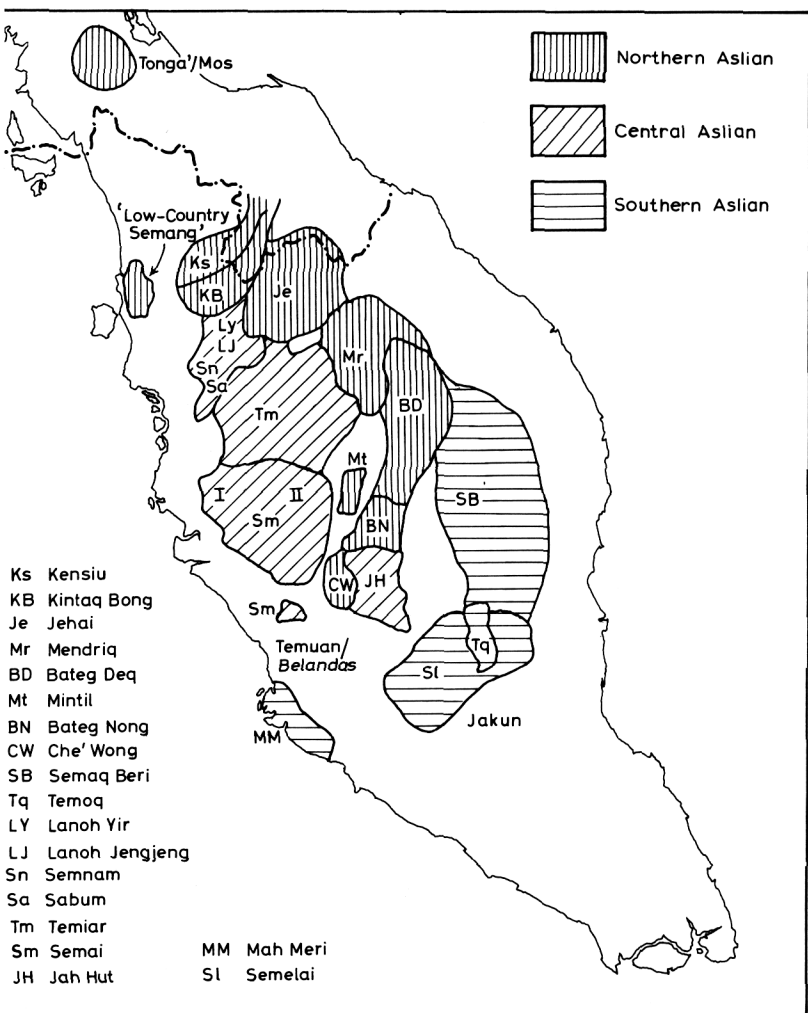 Tonga'/Mos
Northern Aslian
Central Aslian
Southern Aslian
'Low-Country
Semang'
Ks
KB
Je
Ly
LJ
Mr
Sn
Sa
BD
Tm
Mt
I
II
SB
Sm
BN
CW
JH
Sm
Temuan/
Belandas
Tq
Sl
Jakun
MM
Ks Kensiu
KB Kintaq Bong
Je Jehai
Mr Mendriq
BD Bateg Deq
Mt Mintil
BN Bateg Nong
CW Che' Wong
SB Semaq Beri
Tq Temoq
LY Lanoh Yir
LJ Lanoh Jengjeng
Sn Semnam
Sa Sabum
Tm Temiar
Sm Semai
JH Jah Hut
MM Mah Meri
Sl Semelai